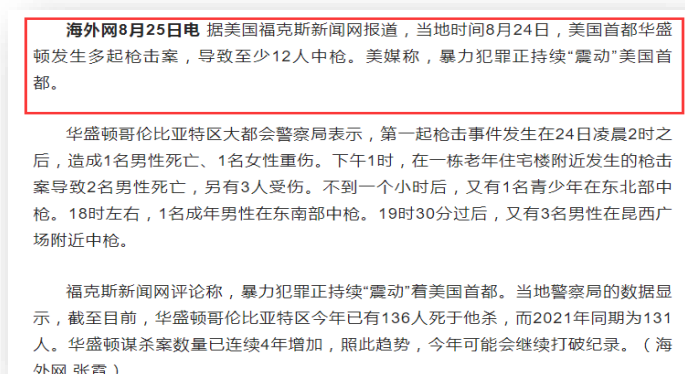 海外网8月25日电 据美国福克斯新闻网报道，当地时间8月24日，美国首都华盛
顿发生多起枪击案，导致至少12人中枪。美媒称，暴力犯罪正持续“震动”美国首
都。
华盛顿哥伦比亚特区大都会警察局表示，第一起枪击事件发生在24日凌晨2时之
后，造成1名男性死亡、1名女性重伤。下午1时，在一栋老年住宅楼附近发生的枪击
案导致2名男性死亡，另有3人受伤。不到一个小时后，又有1名青少年在东北部中
枪。18时左右，1名成年男性在东南部中枪。19时30分过后，又有3名男性在昆西广
场附近中枪。
福克斯新闻网评论称，暴力犯罪正持续“震动”着美国首都。当地警察局的数据显
示，截至目前，华盛顿哥伦比亚特区今年已有136人死于他杀，而2021年同期为131
人。华盛顿谋杀案数量已连续4年增加，照此趋势，今年可能会继续打破纪录。（海
外网 张霓）